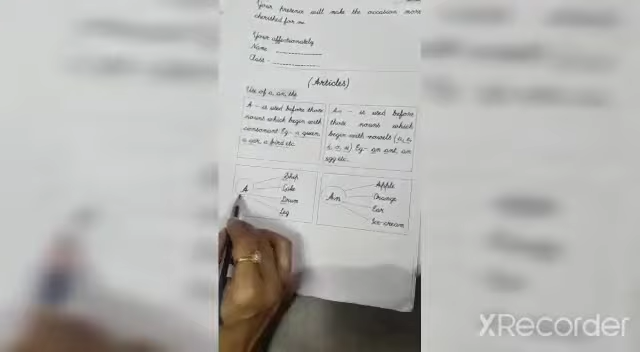 Your presence will make the occasion more
cherished for me.
Your affectionately
Name
Class -
(Articles)
Use of a, an, the
A - is used before those
nouns which begin with
consonant Eg - a queen
a car, a bird etc.
An - is used before
those nouns which
begin with vowels (a, e,
i, o, u) Eg - an ant, an
egg etc.
A
Ship
Cake
Drum
Leg
An
Apple
Orange
Ear
Ice-cream
XRecorder